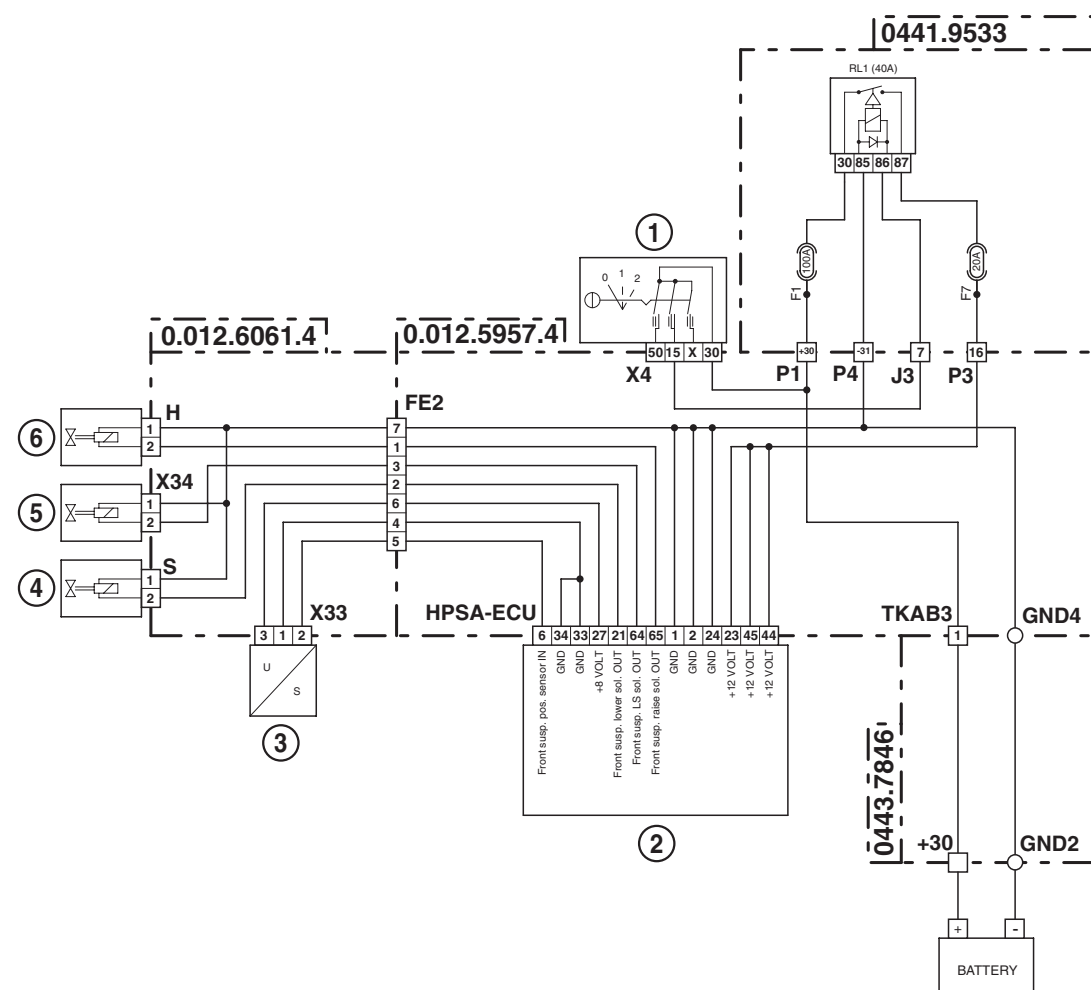 0441.9533
RL1 (40A)
30 85 86 87
1
0 1 2
100A
20A
F1
F7
0.012.6061.4
0.012.5957.4
50 15 X 30
+30
-31
7
16
X4
P1
P4
J3
P3
FE2
H
6
1
2
7
1
3
2
6
4
5
X34
5
1
2
S
4
1
2
X33
HPSA-ECU
TKAB3
GND4
3 1 2
6 34 33 27 21 64 65 1 2 24 23 45 44
1
U
S
3
Front susp. pos. sensor IN
GND
GND
+8 VOLT
Front susp. lower sol. OUT
Front susp. LS sol. OUT
Front susp. raise sol. OUT
GND
GND
GND
+12 VOLT
+12 VOLT
+12 VOLT
2
0443.7846
+30
GND2
+
-
BATTERY